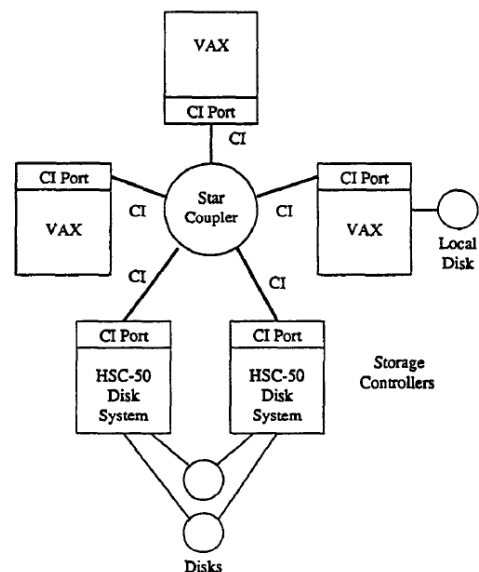 VAX
CI Port
CI
CI Port
VAX
CI
Star
Coupler
CI
CI Port
VAX
Local
Disk
CI
CI
CI Port
HSC-50
Disk
System
CI Port
HSC-50
Disk
System
Storage
Controllers
Disks